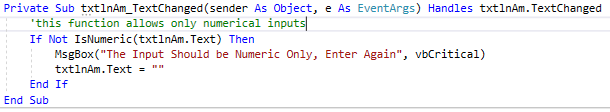 Private Sub txtlnAm_TextChanged(sender As Object, e As EventArgs) Handles txtlnAm.TextChanged
'this function allows only numerical inputs
If Not IsNumeric(txtlnAm.Text) Then
MsgBox("The Input Should be Numeric Only, Enter Again", vbCritical)
txtlnAm.Text = ""
End If
End Sub